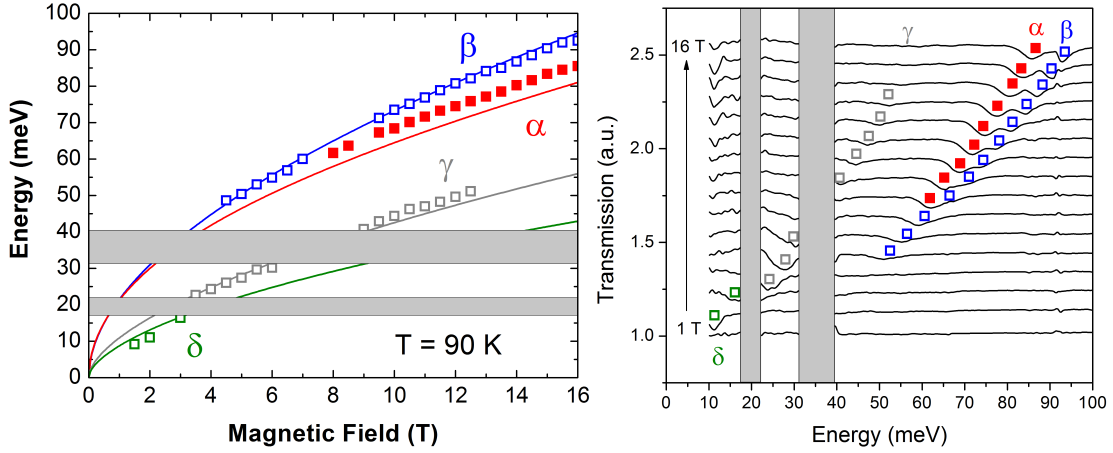 100
90
80
70
60
50
40
30
20
10
0
0 2 4 6 8 10 12 14 16
Energy (meV)
Magnetic Field (T)
β
α
γ
δ
T = 90 K
2.5
2.0
1.5
1.0
0 10 20 30 40 50 60 70 80 90 100
Transmission (a.u.)
Energy (meV)
16 T
1 T
γ
α
β
δ